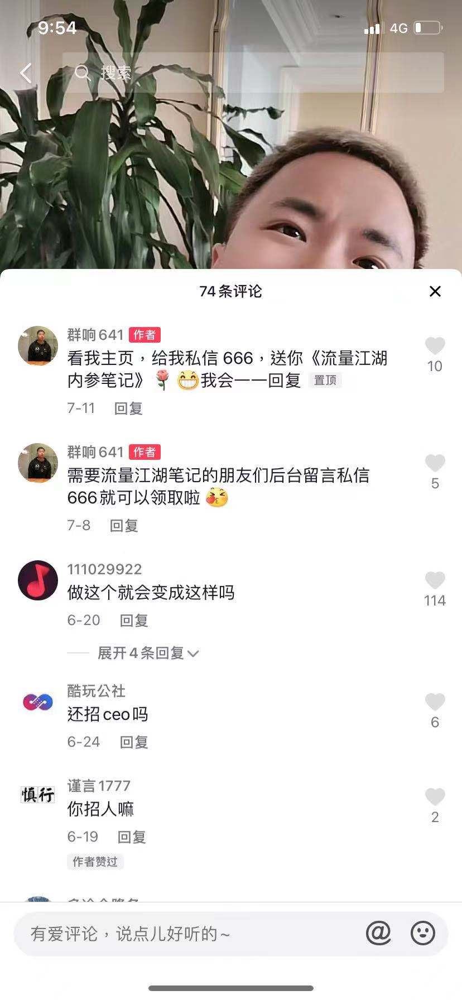 9:54
4G
搜索
74条评论
群响641 作者
看我主页，给我私信 666，送你《流量江湖
内参笔记》🌹😁我会一一回复 置顶
10
7-11 回复
群响641 作者
需要流量江湖笔记的朋友们后台留言私信
666就可以领取啦😘
5
7-8 回复
111029922
做这个就会变成这样吗
114
6-20 回复
展开4条回复
酷玩公社
还招ceo吗
6
6-24 回复
慎行
谨言1777
你招人嘛
2
6-19 回复
作者赞过
有爱评论，说点儿好听的~
@